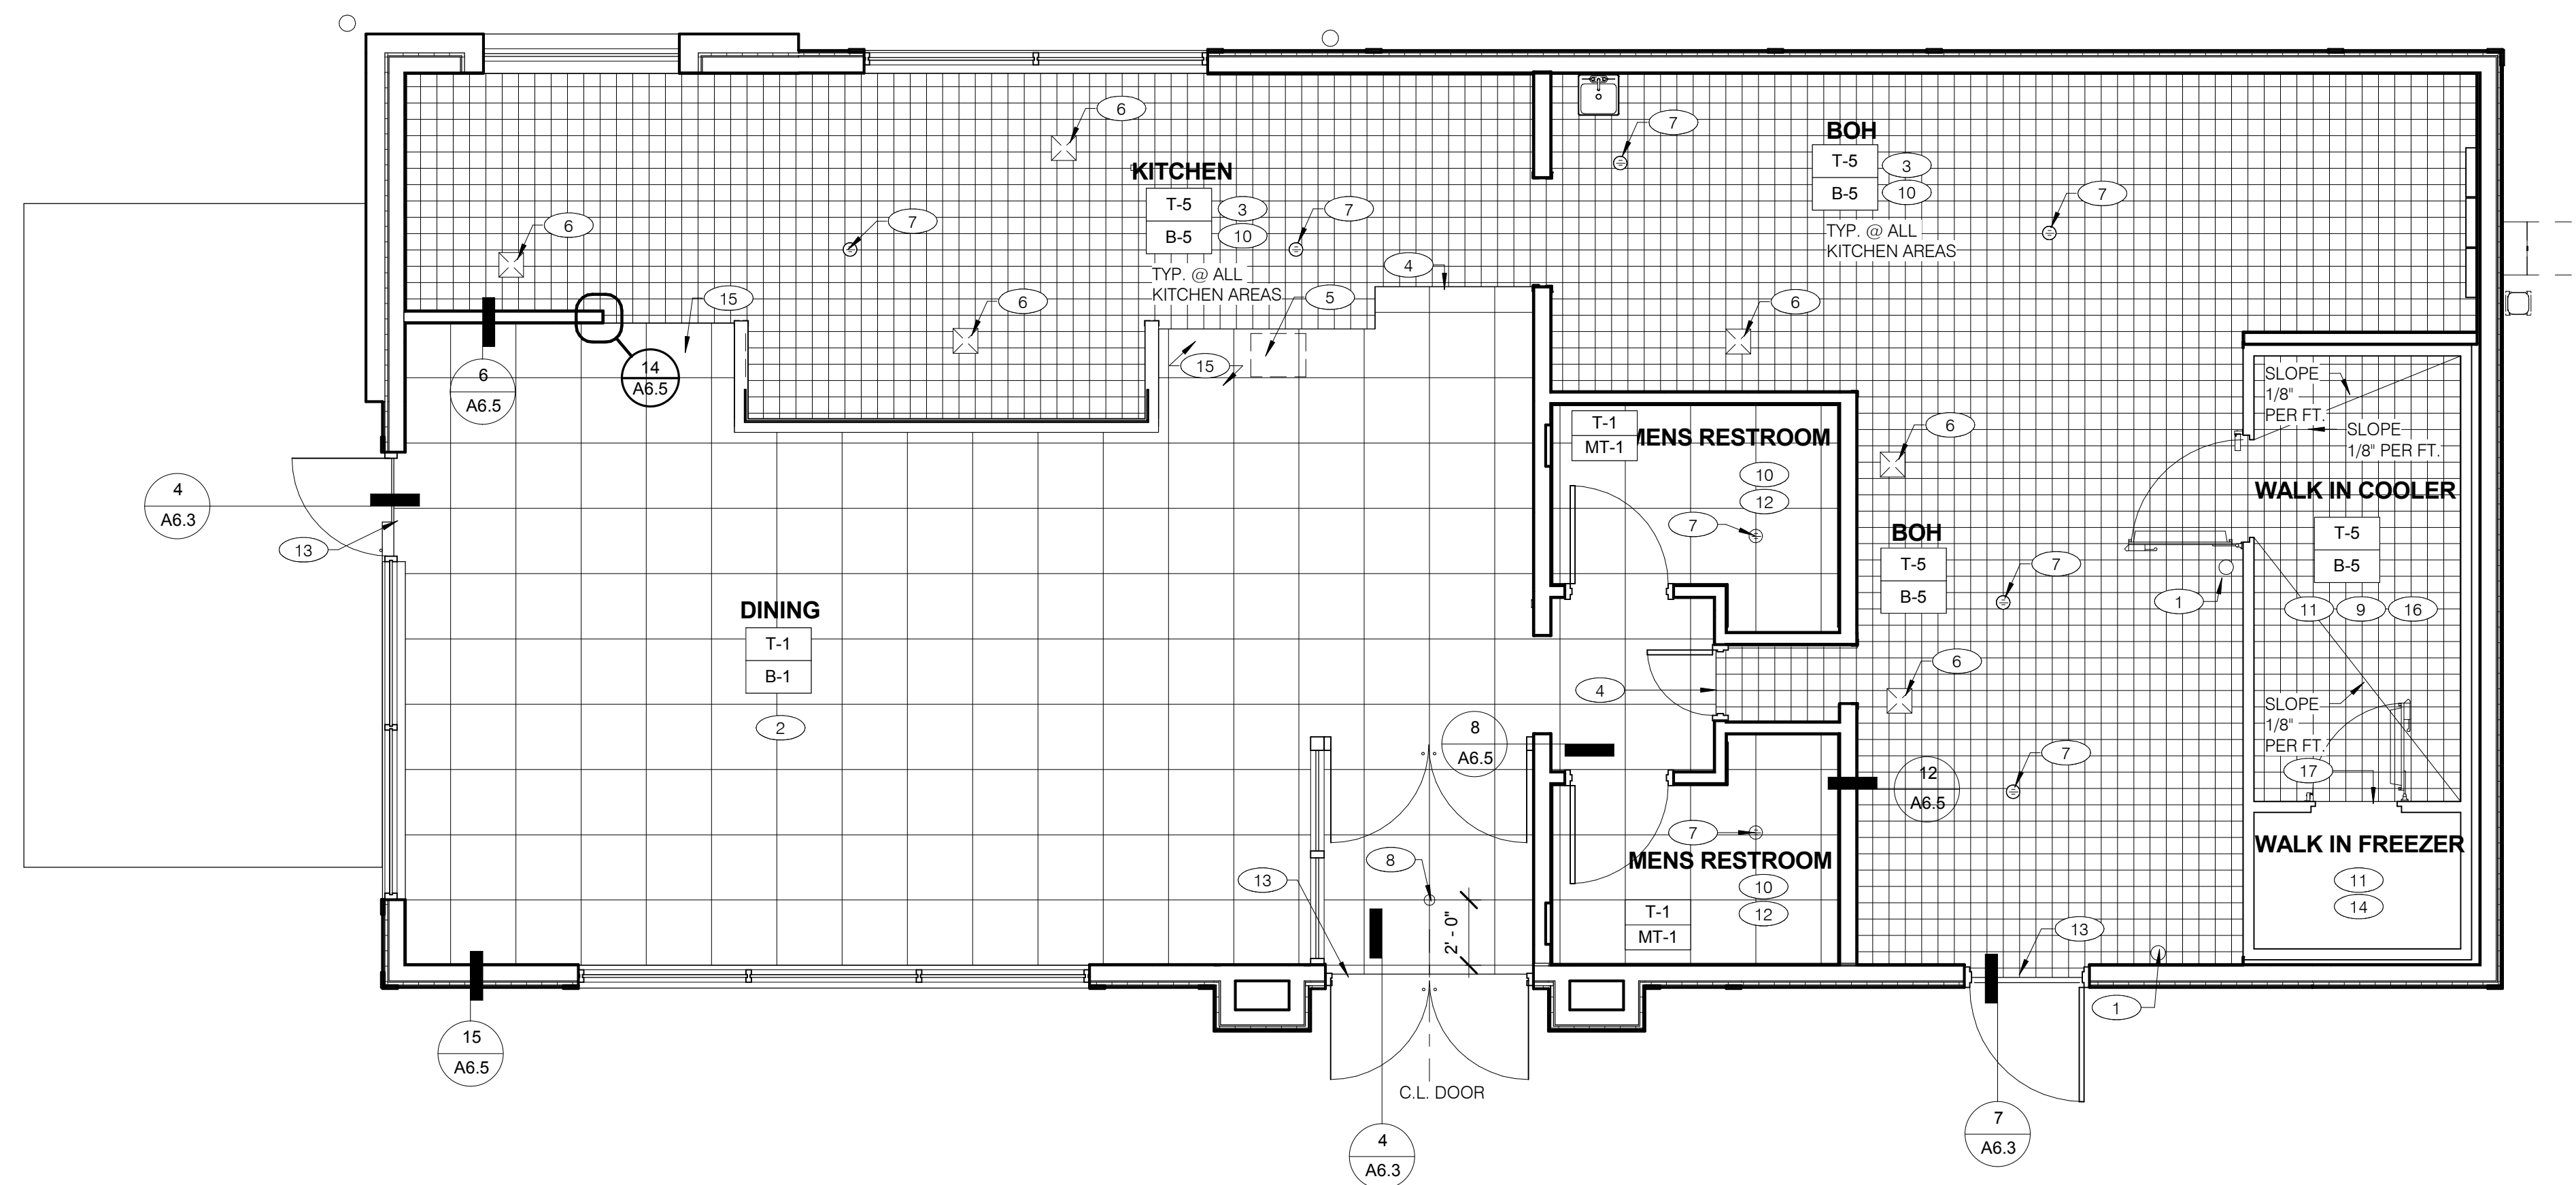 6
7
BOH
T-5
3
B-5
10
TYP. @ ALL
KITCHEN AREAS
7
KITCHEN
T-5
3
B-5
10
TYP. @ ALL
KITCHEN AREAS
7
7
6
4
5
15
6
6
15
6
A6.5
14
A6.5
SLOPE
1/8"
PER FT.
SLOPE
1/8" PER FT.
T-1
MT-1
MENS RESTROOM
10
12
7
6
4
A6.3
13
WALK IN COOLER
T-5
B-5
11
9
16
BOH
T-5
B-5
7
1
DINING
T-1
B-1
2
4
6
8
A6.5
SLOPE
1/8"
PER FT.
17
7
12
A6.5
7
MENS RESTROOM
10
12
T-1
MT-1
8
13
2' - 0"
WALK IN FREEZER
11
14
13
1
15
A6.5
C.L. DOOR
4
A6.3
7
A6.3